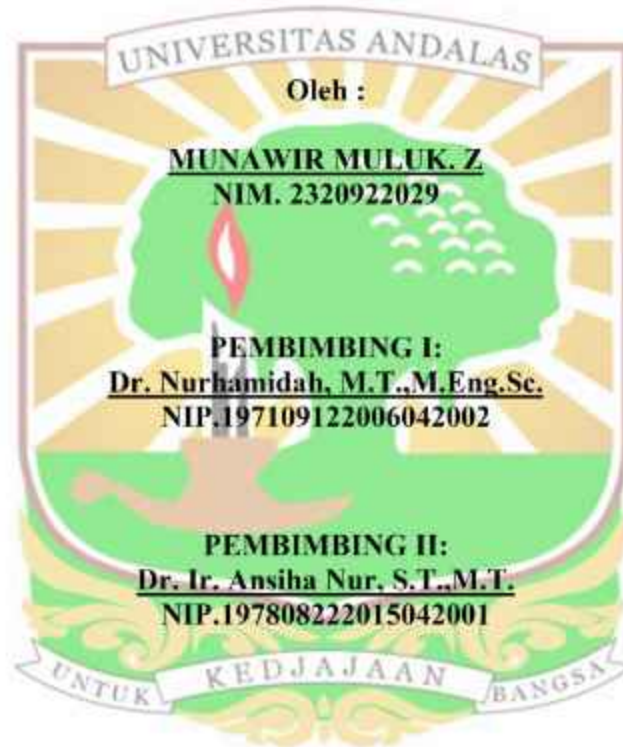 UNIVERSITAS ANDALAS
Oleh :
MUNAWIR MULUK. Z
NIM. 2320922029
PEMBIMBING I:
Dr. Nurhamidah, M.T.,M.Eng.Sc.
NIP.197109122006042002
PEMBIMBING II:
Dr. Ir. Ansiha Nur, S.T.,M.T.
NIP.197808222015042001
UNTUK KEDJAJAAN BANGSA